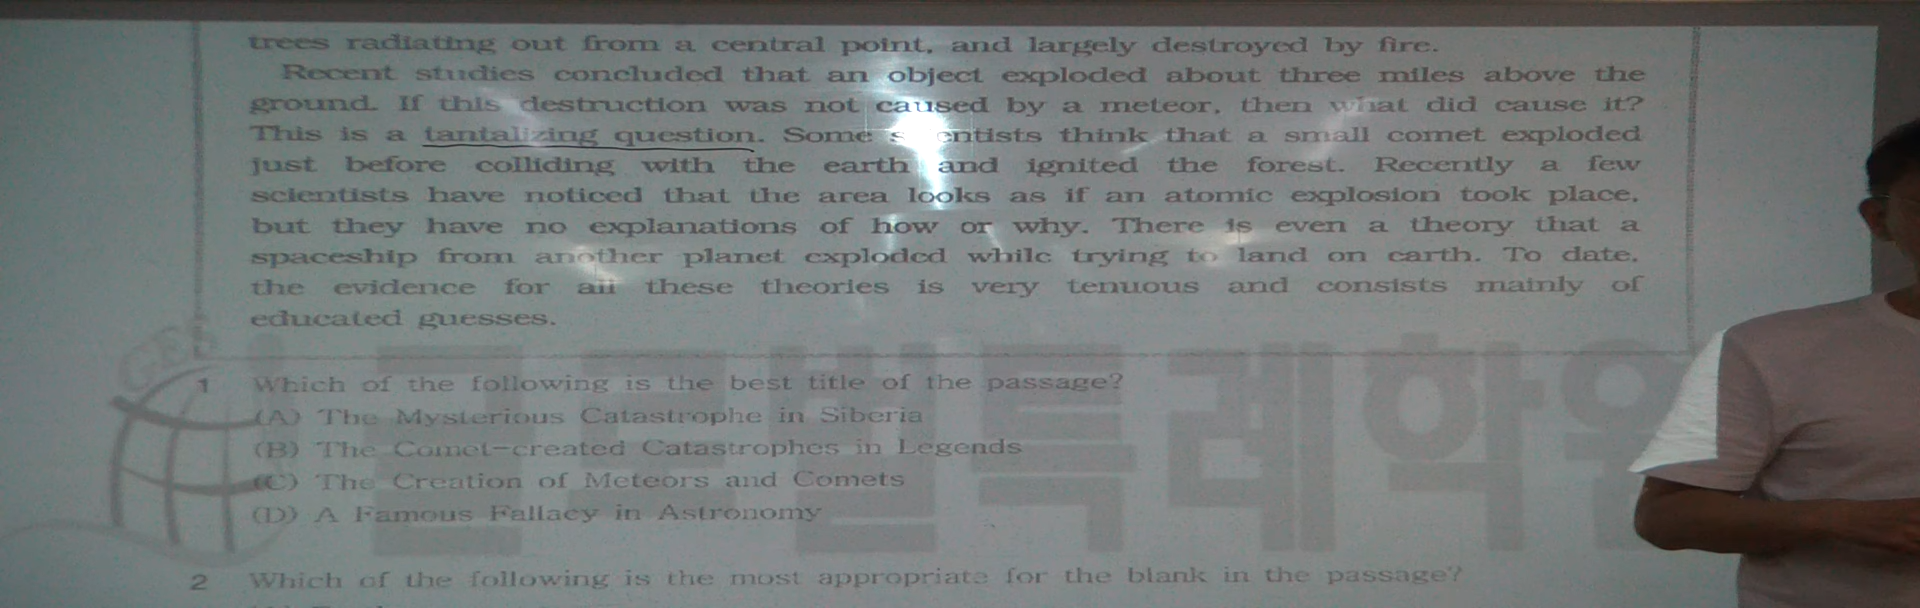 trees radiating out from a central point, and largely destroyed by fire.
Recent studies concluded that an object exploded about three miles above the
ground. If this destruction was not caused by a meteor, then what did cause it?
This is a tantalizing question. Some think that a small comet exploded
just before colliding with the earth and ignited the forest. Recently a few
scientists have noticed that the area looks as if an atomic explosion took place,
but they have no explanations of how or why. There is even a theory that a
spaceship from another planet exploded while trying to land on earth. To date,
the evidence for all these theories is very tenuous and consists mainly of
educated guesses.
GES
글로벌특례학원
1 Which of the following is the best title of the passage?
(A) The Mysterious Catastrophe in Siberia
(B) The Comet-created Catastrophes in Legends
(C) The Creation of Meteors and Comets
(D) A Famous Fallacy in Astronomy
2 Which of the following is the most appropriate for the blank in the passage?